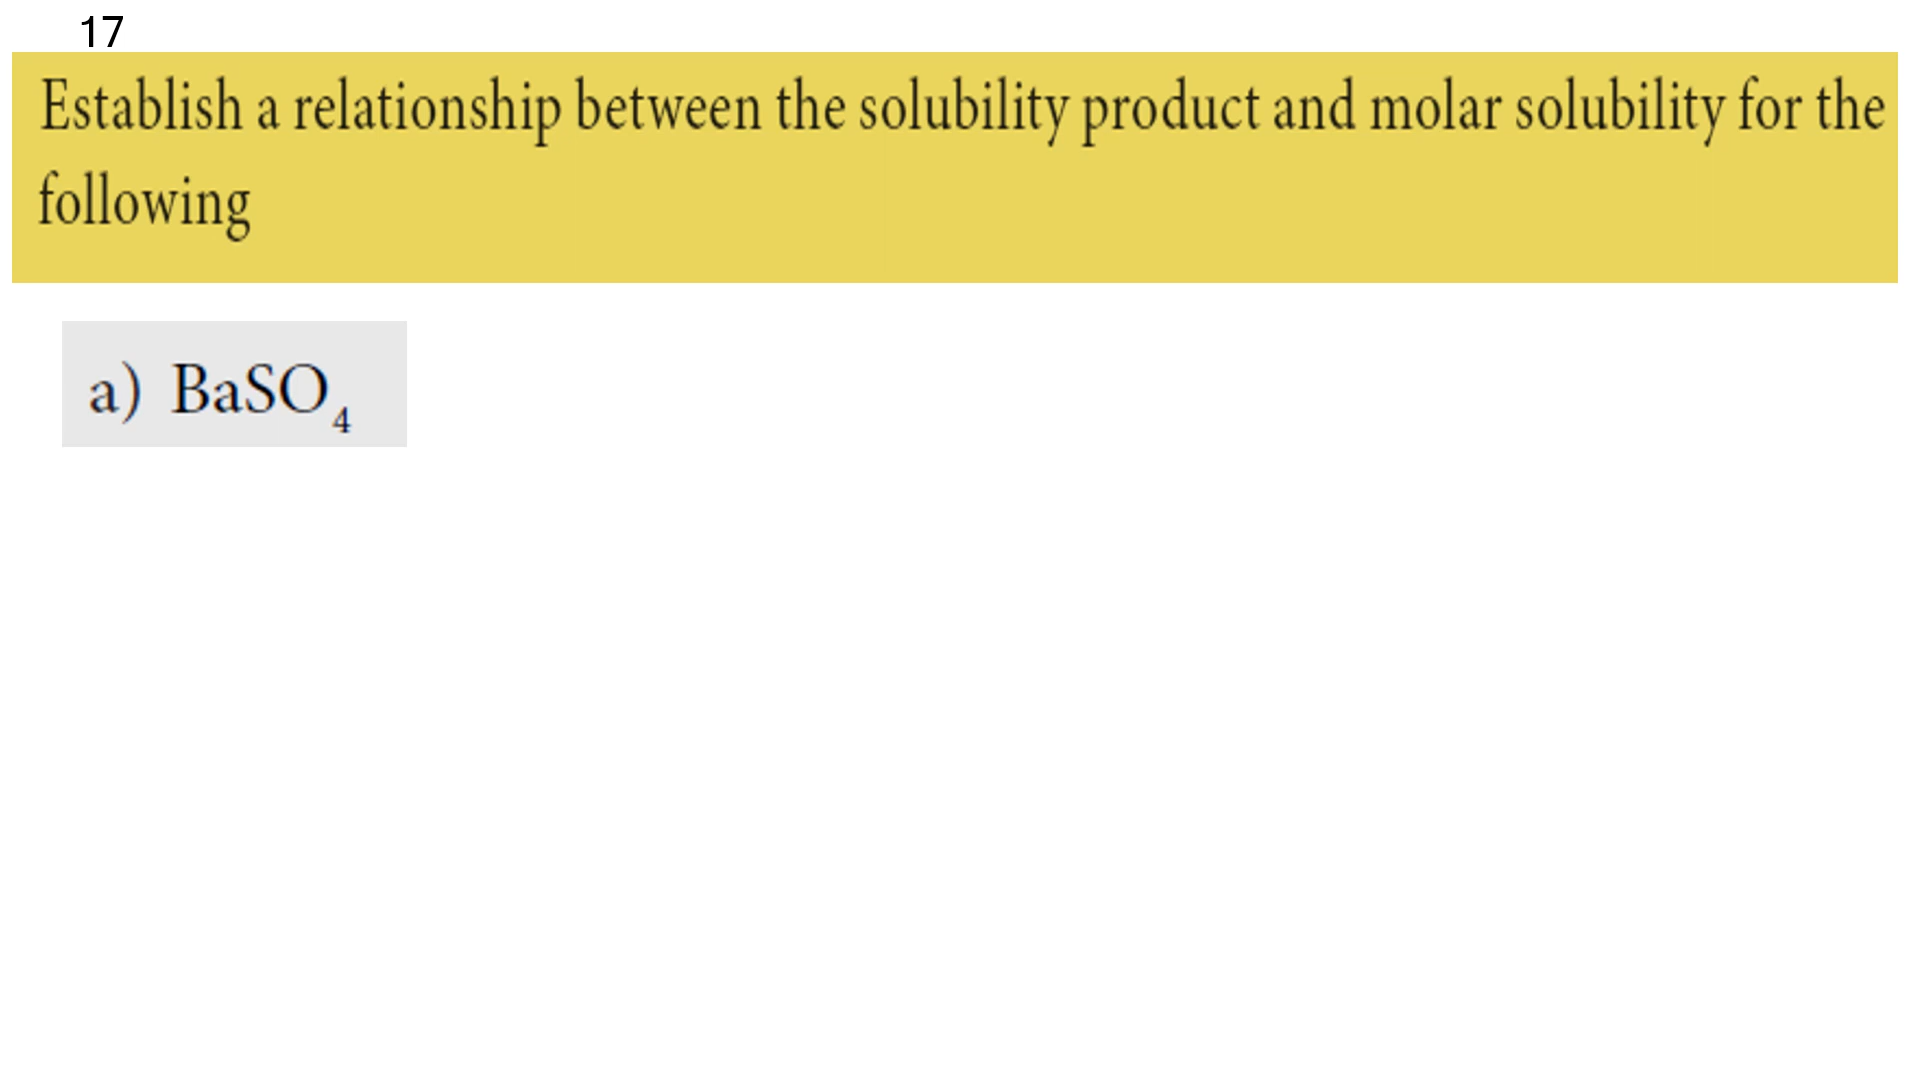 17
Establish a relationship between the solubility product and molar solubility for the
following
a) BaSO₄